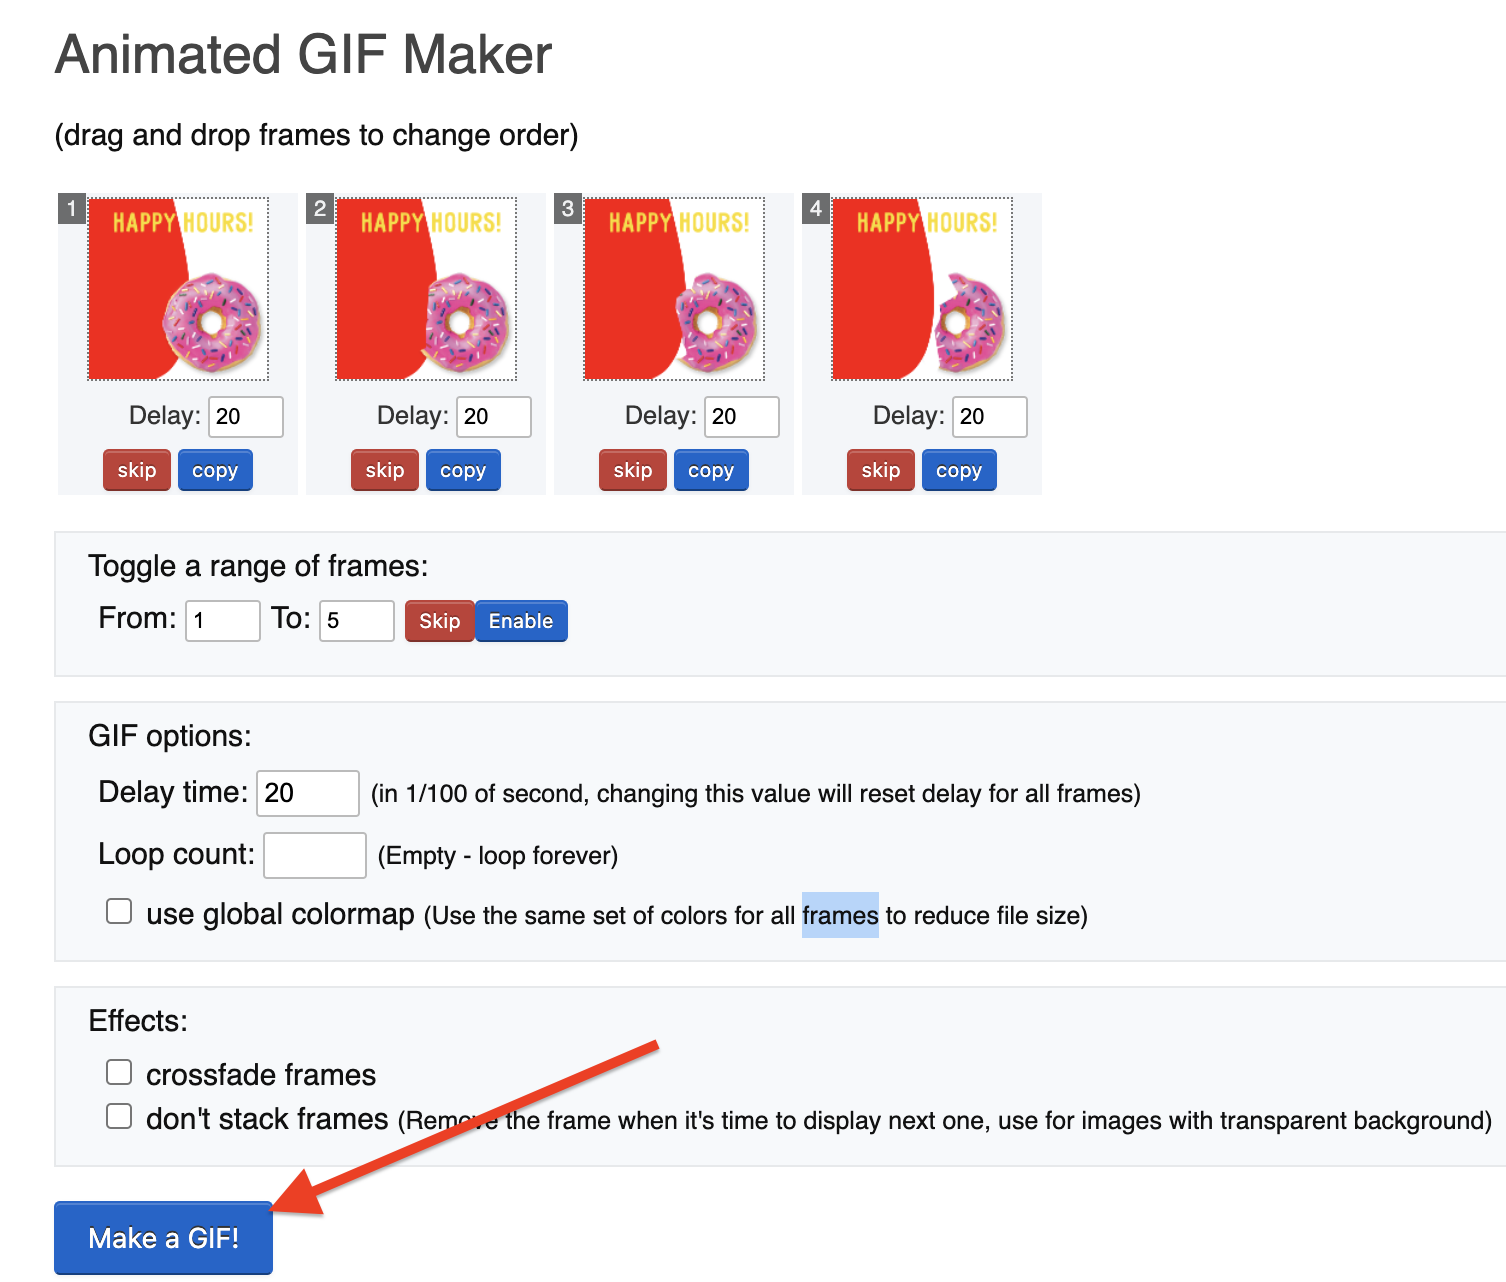 Animated GIF Maker
(drag and drop frames to change order)
1 HAPPY HOURS! 2 HAPPY HOURS! 3 HAPPY HOURS! 4 HAPPY HOURS!
Delay: 20 Delay: 20 Delay: 20 Delay: 20
skip copy skip copy skip copy skip copy
Toggle a range of frames:
From: 1 To: 5 Skip Enable
GIF options:
Delay time: 20 (in 1/100 of second, changing this value will reset delay for all frames)
Loop count: (Empty - loop forever)
use global colormap (Use the same set of colors for all frames to reduce file size)
Effects:
crossfade frames
don't stack frames (Remove the frame when it's time to display next one, use for images with transparent background)
Make a GIF!